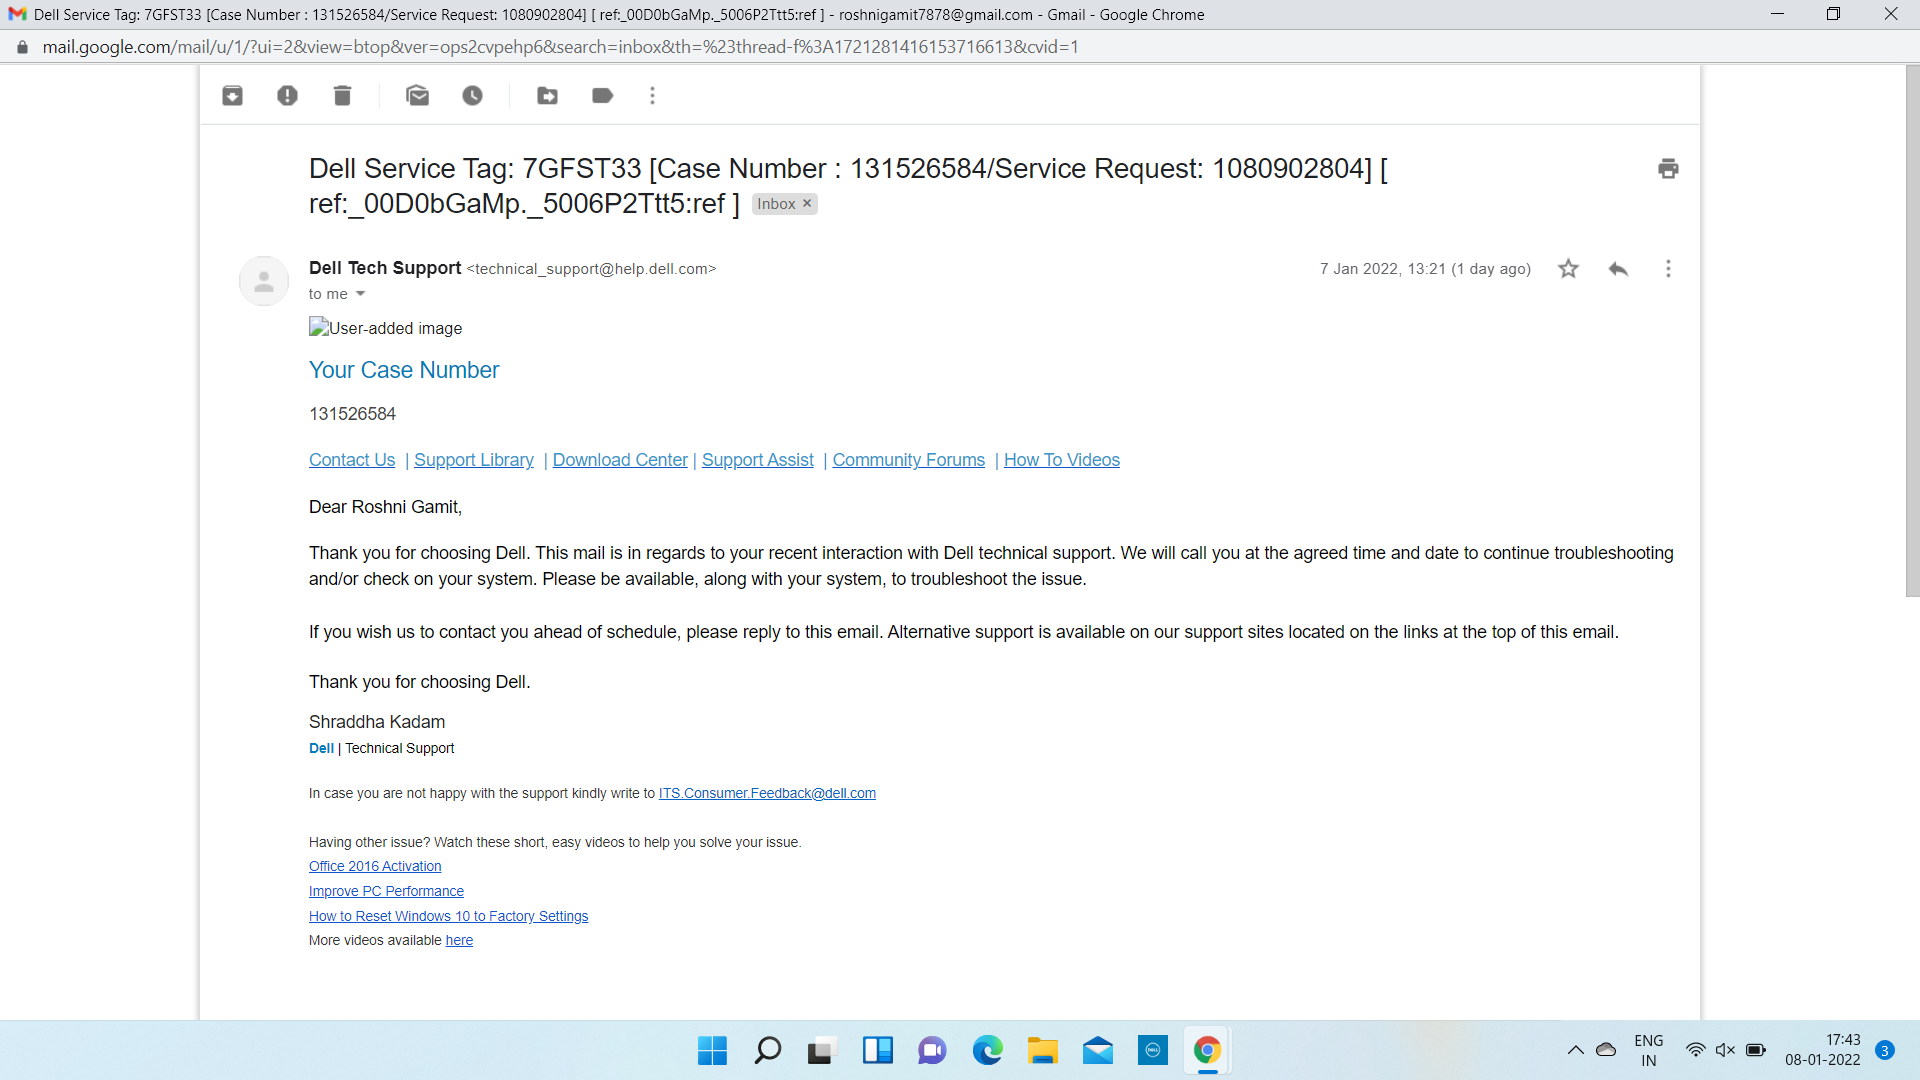 Dell Service Tag: 7GFST33 [Case Number : 131526584/Service Request: 1080902804] [ ref:_00D0bGaMp._5006P2Ttt5:ref ] - roshnigamit7878@gmail.com - Gmail - Google Chrome
mail.google.com/mail/u/1/?ui=2&view=btop&ver=ops2cvpehp6&search=inbox&th=%23thread-f%3A1721281416153716613&cvid=1
Dell Service Tag: 7GFST33 [Case Number : 131526584/Service Request: 1080902804] [
ref:_00D0bGaMp._5006P2Ttt5:ref ] Inbox ×
Dell Tech Support <technical_support@help.dell.com> 7 Jan 2022, 13:21 (1 day ago)
to me
User-added image
Your Case Number
131526584
Contact Us | Support Library | Download Center | Support Assist | Community Forums | How To Videos
Dear Roshni Gamit,
Thank you for choosing Dell. This mail is in regards to your recent interaction with Dell technical support. We will call you at the agreed time and date to continue troubleshooting
and/or check on your system. Please be available, along with your system, to troubleshoot the issue.
If you wish us to contact you ahead of schedule, please reply to this email. Alternative support is available on our support sites located on the links at the top of this email.
Thank you for choosing Dell.
Shraddha Kadam
Dell | Technical Support
In case you are not happy with the support kindly write to ITS.Consumer.Feedback@dell.com
Having other issue? Watch these short, easy videos to help you solve your issue.
Office 2016 Activation
Improve PC Performance
How to Reset Windows 10 to Factory Settings
More videos available here
ENG
IN
17:43
08-01-2022
3